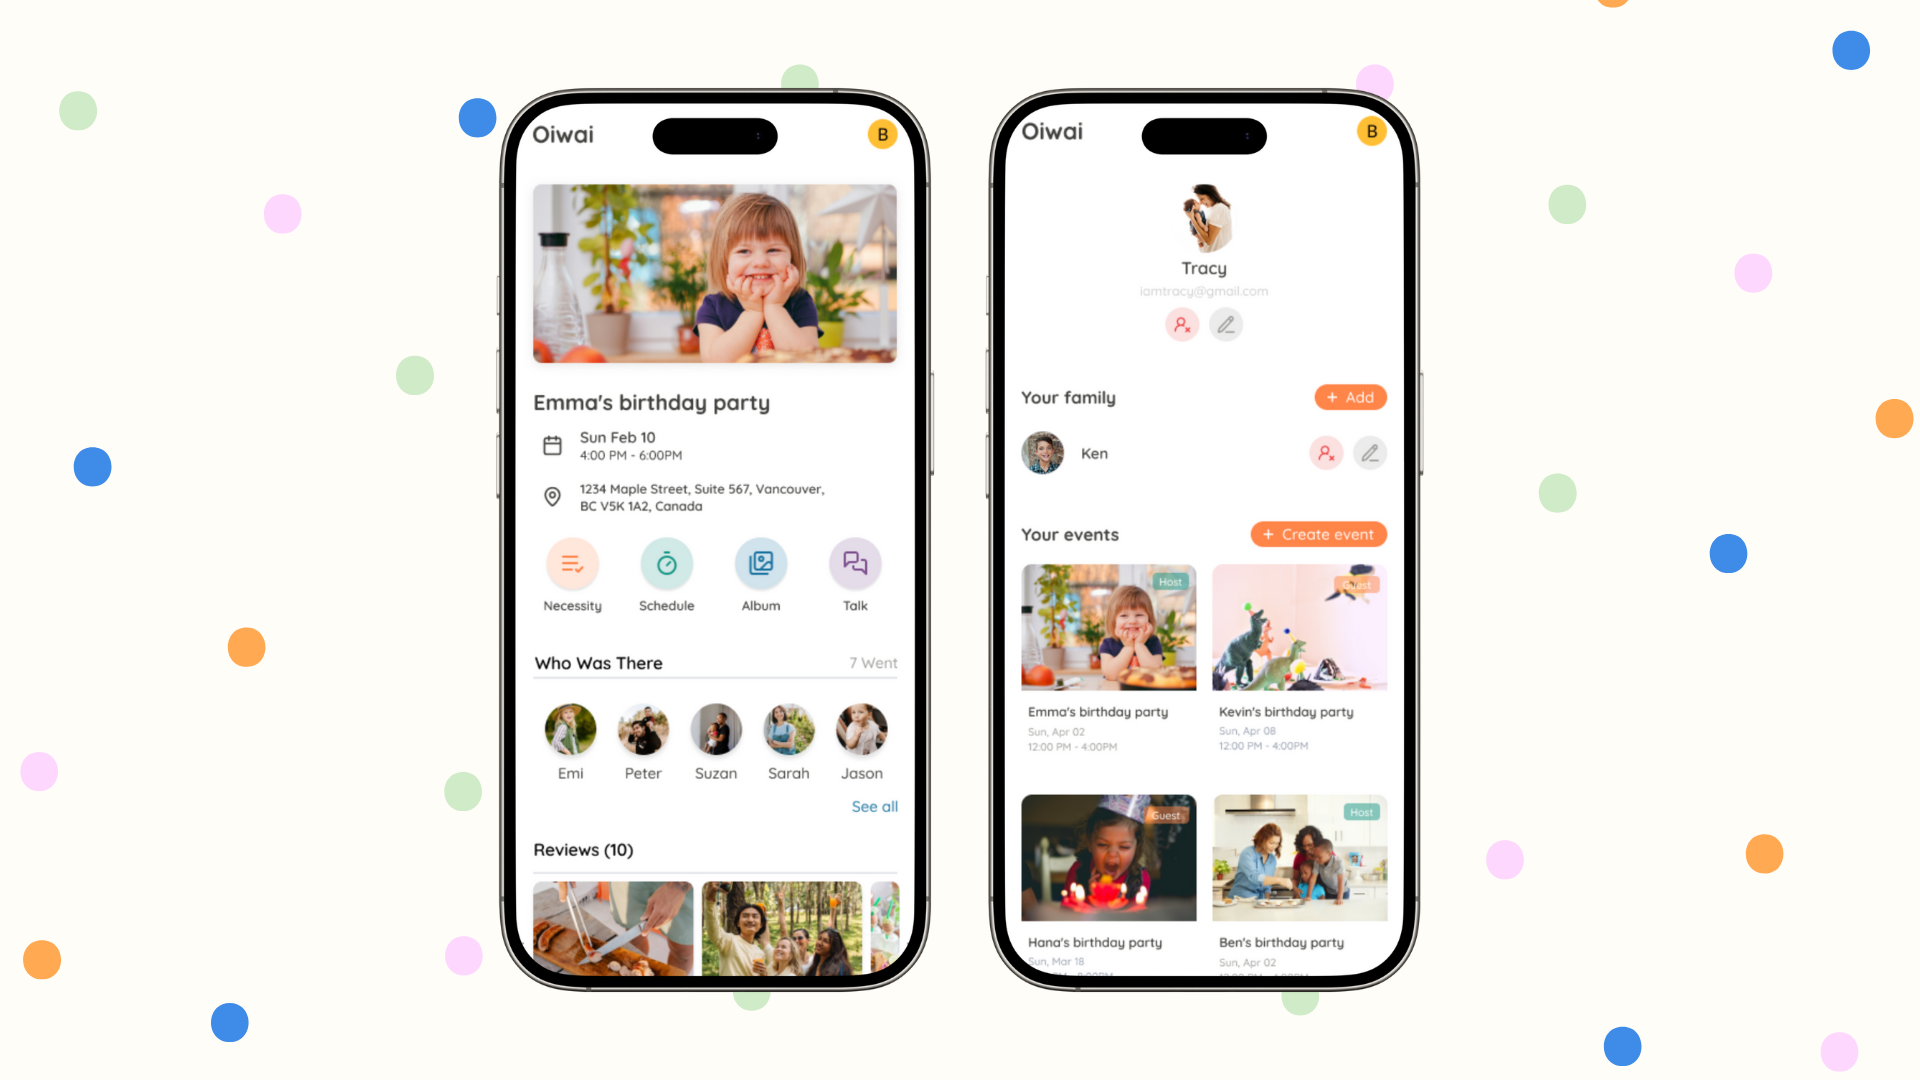 Oiwai
B
Emma's birthday party
Sun Feb 10
4:00 PM - 6:00PM
1234 Maple Street, Suite 567, Vancouver,
BC V5K 1A2, Canada
Necessity
Schedule
Album
Talk
Who Was There
7 Went
Emi
Peter
Suzan
Sarah
Jason
See all
Reviews (10)
Oiwai
B
Tracy
iamtracy@gmail.com
Your family
+ Add
Ken
Your events
+ Create event
Host
Guest
Emma's birthday party
Sun, Apr 02
12:00 PM - 4:00PM
Kevin's birthday party
Sun, Apr 08
12:00 PM - 4:00PM
Guest
Host
Hana's birthday party
Sun, Mar 18
Ben's birthday party
Sun, Apr 02